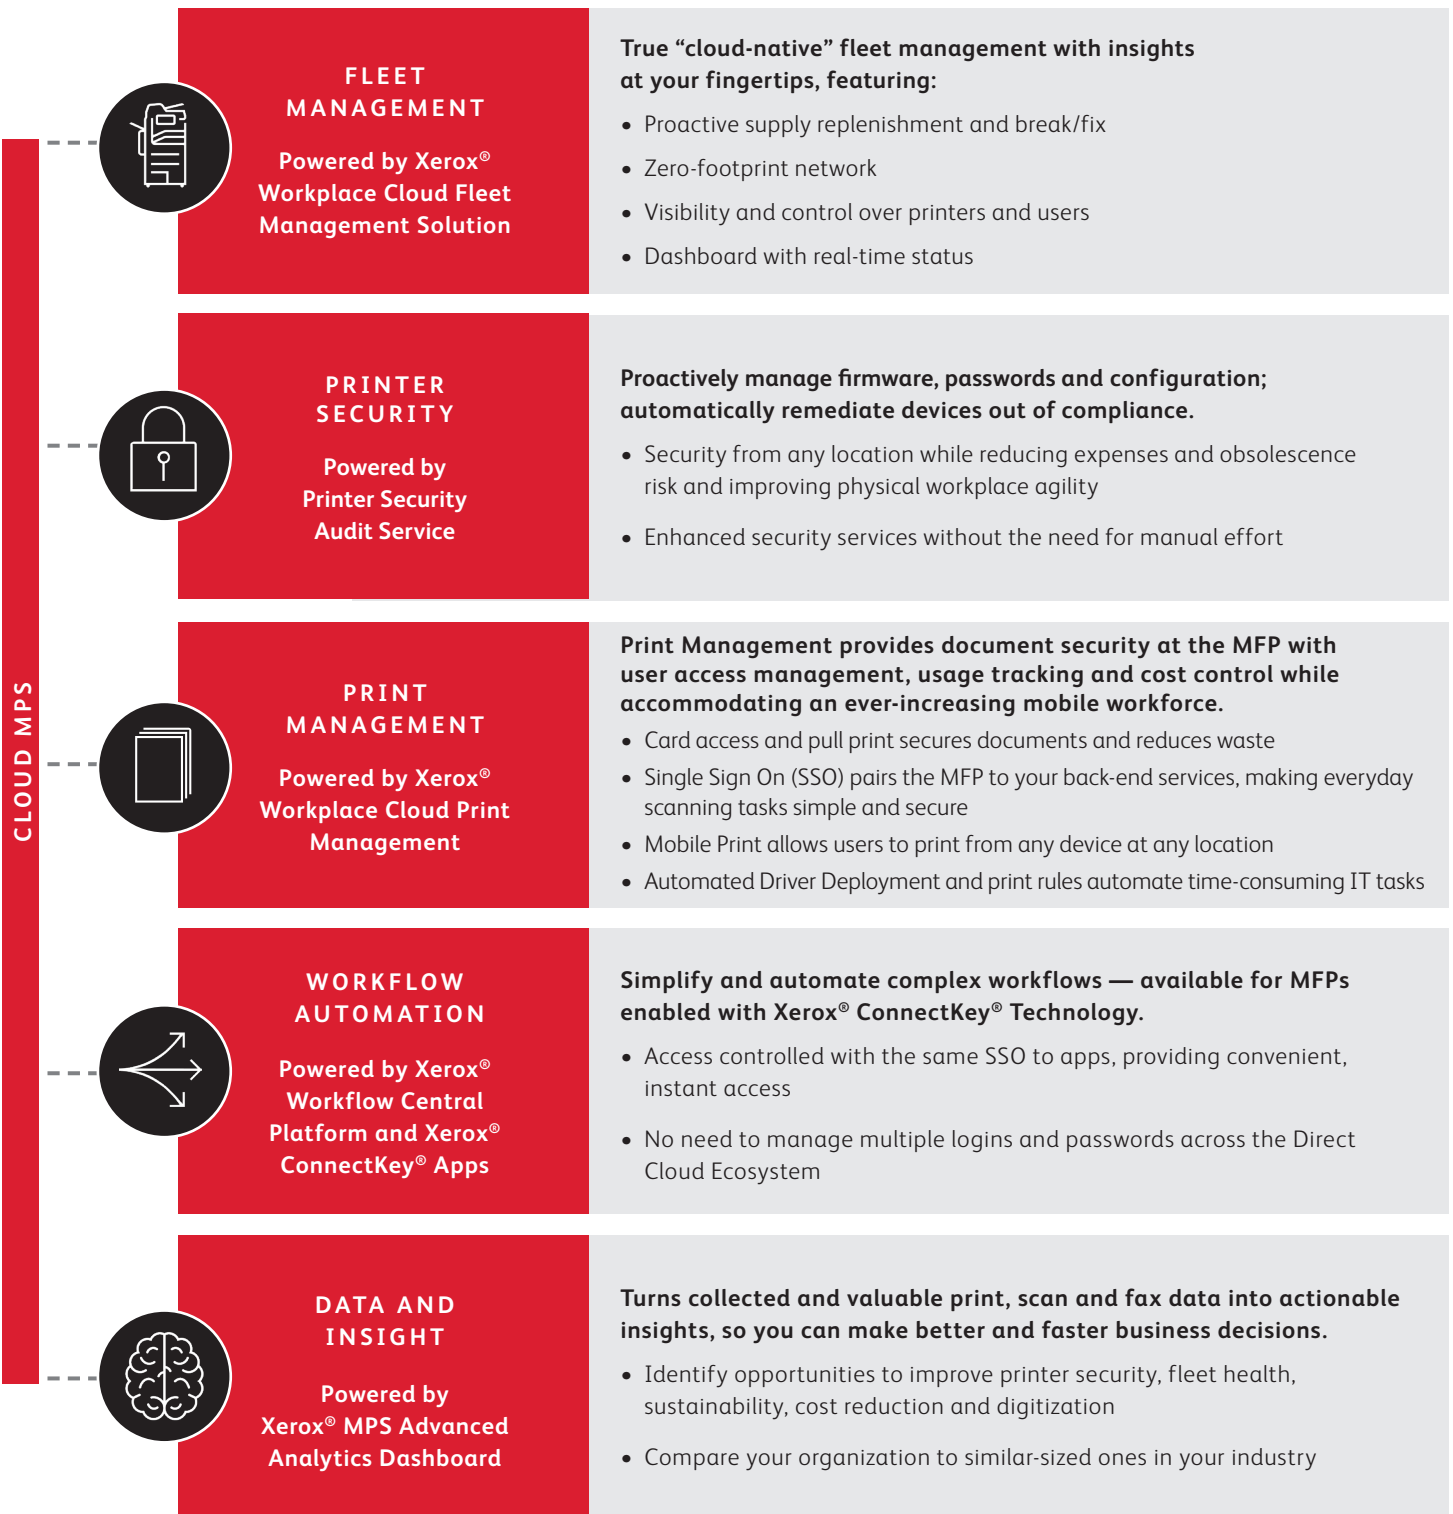 CLOUD MPS
FLEET
MANAGEMENT
Powered by Xerox®
Workplace Cloud Fleet
Management Solution
True “cloud-native” fleet management with insights
at your fingertips, featuring:
• Proactive supply replenishment and break/fix
• Zero-footprint network
• Visibility and control over printers and users
• Dashboard with real-time status
PRINTER
SECURITY
Powered by
Printer Security
Audit Service
Proactively manage firmware, passwords and configuration;
automatically remediate devices out of compliance.
• Security from any location while reducing expenses and obsolescence
risk and improving physical workplace agility
• Enhanced security services without the need for manual effort
PRINT
MANAGEMENT
Powered by Xerox®
Workplace Cloud Print
Management
Print Management provides document security at the MFP with
user access management, usage tracking and cost control while
accommodating an ever-increasing mobile workforce.
• Card access and pull print secures documents and reduces waste
• Single Sign On (SSO) pairs the MFP to your back-end services, making everyday
scanning tasks simple and secure
• Mobile Print allows users to print from any device at any location
• Automated Driver Deployment and print rules automate time-consuming IT tasks
WORKFLOW
AUTOMATION
Powered by Xerox®
Workflow Central
Platform and Xerox®
ConnectKey® Apps
Simplify and automate complex workflows — available for MFPs
enabled with Xerox® ConnectKey® Technology.
• Access controlled with the same SSO to apps, providing convenient,
instant access
• No need to manage multiple logins and passwords across the Direct
Cloud Ecosystem
DATA AND
INSIGHT
Powered by
Xerox® MPS Advanced
Analytics Dashboard
Turns collected and valuable print, scan and fax data into actionable
insights, so you can make better and faster business decisions.
• Identify opportunities to improve printer security, fleet health,
sustainability, cost reduction and digitization
• Compare your organization to similar-sized ones in your industry